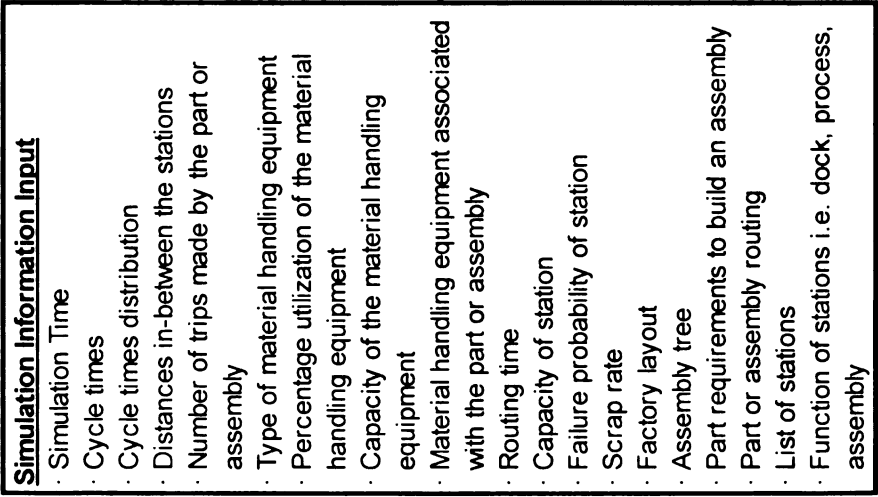 Simulation Information Input
· Simulation Time
· Cycle times
· Cycle times distribution
· Distances in-between the stations
· Number of trips made by the part or
assembly
· Type of material handling equipment
· Percentage utilization of the material
handling equipment
· Capacity of the material handling
equipment
· Material handling equipment associated
with the part or assembly
· Routing time
· Capacity of station
· Failure probability of station
· Scrap rate
· Factory layout
· Assembly tree
· Part requirements to build an assembly
· Part or assembly routing
· List of stations
· Function of stations i.e. dock, process,
assembly